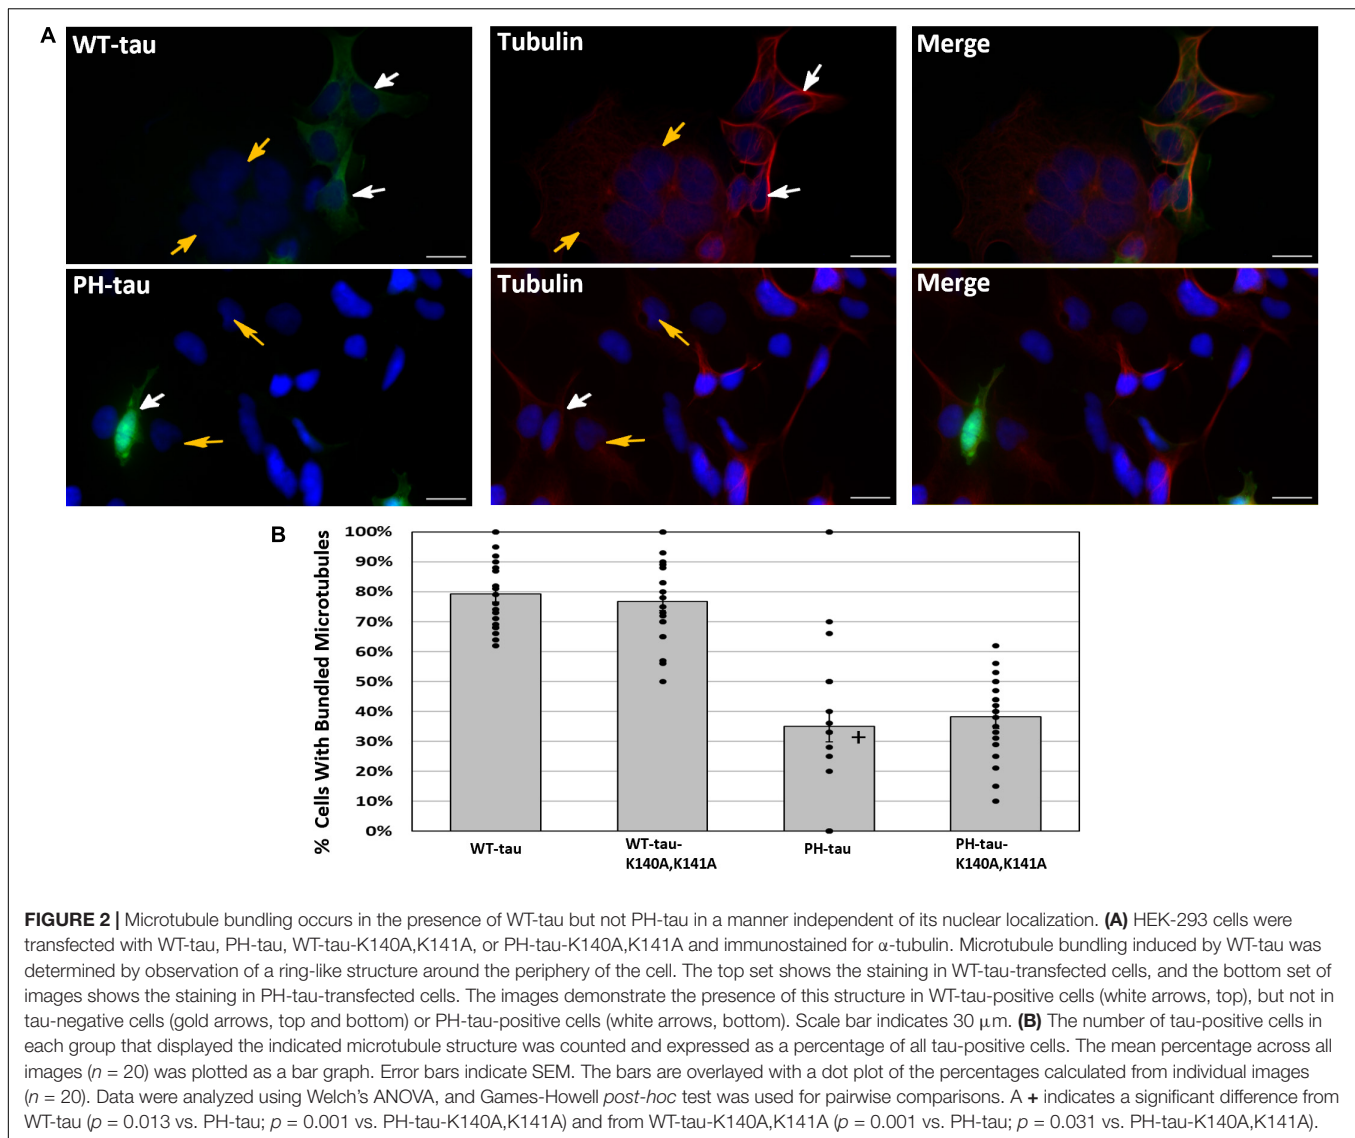 A
WT-tau
Tubulin
Merge
PH-tau
Tubulin
Merge
B
% Cells With Bundled Microtubules
100%
90%
80%
70%
60%
50%
40%
30%
20%
10%
0%
+
WT-tau
WT-tau-
K140A,K141A
PH-tau
PH-tau-
K140A,K141A
FIGURE 2 | Microtubule bundling occurs in the presence of WT-tau but not PH-tau in a manner independent of its nuclear localization. (A) HEK-293 cells were
transfected with WT-tau, PH-tau, WT-tau-K140A,K141A, or PH-tau-K140A,K141A and immunostained for α-tubulin. Microtubule bundling induced by WT-tau was
determined by observation of a ring-like structure around the periphery of the cell. The top set shows the staining in WT-tau-transfected cells, and the bottom set of
images shows the staining in PH-tau-transfected cells. The images demonstrate the presence of this structure in WT-tau-positive cells (white arrows, top), but not in
tau-negative cells (gold arrows, top and bottom) or PH-tau-positive cells (white arrows, bottom). Scale bar indicates 30 μm. (B) The number of tau-positive cells in
each group that displayed the indicated microtubule structure was counted and expressed as a percentage of all tau-positive cells. The mean percentage across all
images (n = 20) was plotted as a bar graph. Error bars indicate SEM. The bars are overlayed with a dot plot of the percentages calculated from individual images
(n = 20). Data were analyzed using Welch's ANOVA, and Games-Howell post-hoc test was used for pairwise comparisons. A + indicates a significant difference from
WT-tau (p = 0.013 vs. PH-tau; p = 0.001 vs. PH-tau-K140A,K141A) and from WT-tau-K140A,K141A (p = 0.001 vs. PH-tau; p = 0.031 vs. PH-tau-K140A,K141A).